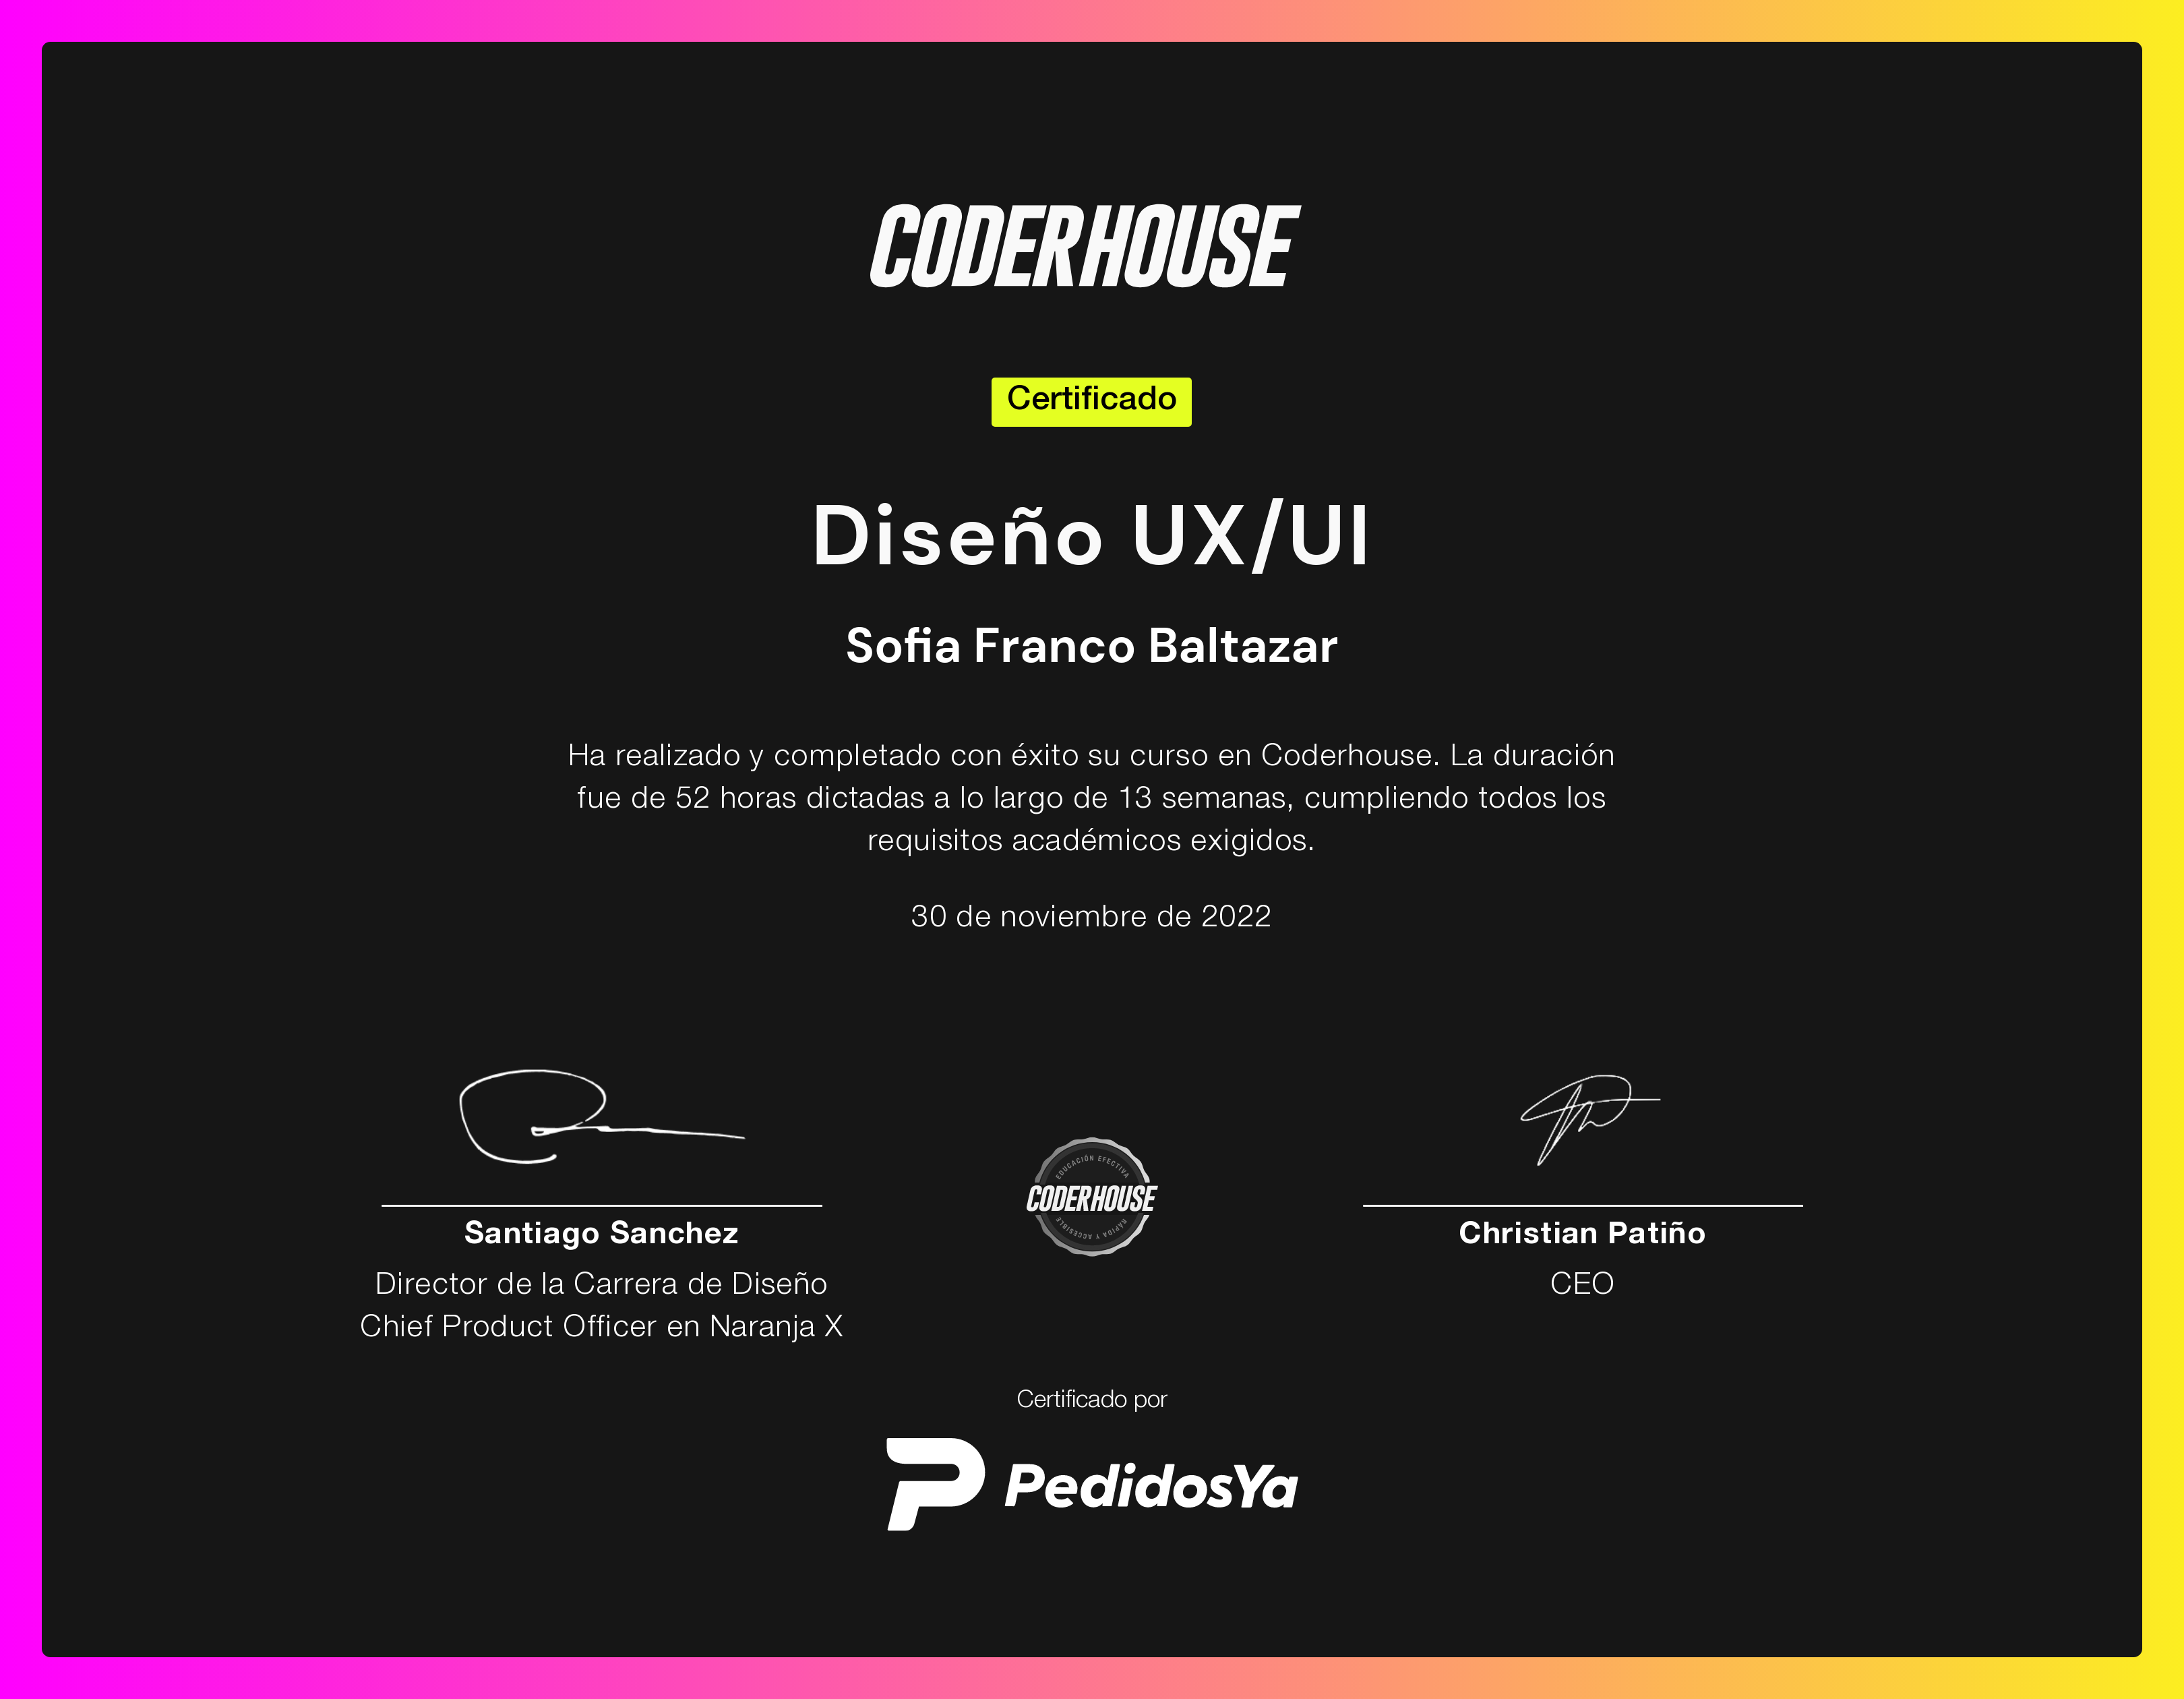 CODERHOUSE
Certificado
Diseño UX/UI
Sofia Franco Baltazar
Ha realizado y completado con éxito su curso en Coderhouse. La duración
fue de 52 horas dictadas a lo largo de 13 semanas, cumpliendo todos los
requisitos académicos exigidos.
30 de noviembre de 2022
EDUCACIÓN EFECTIVA
CODERHOUSE
RÁPIDA Y ACCESIBLE
Santiago Sanchez
Director de la Carrera de Diseño
Chief Product Officer en Naranja X
Christian Patiño
CEO
Certificado por
PedidosYa